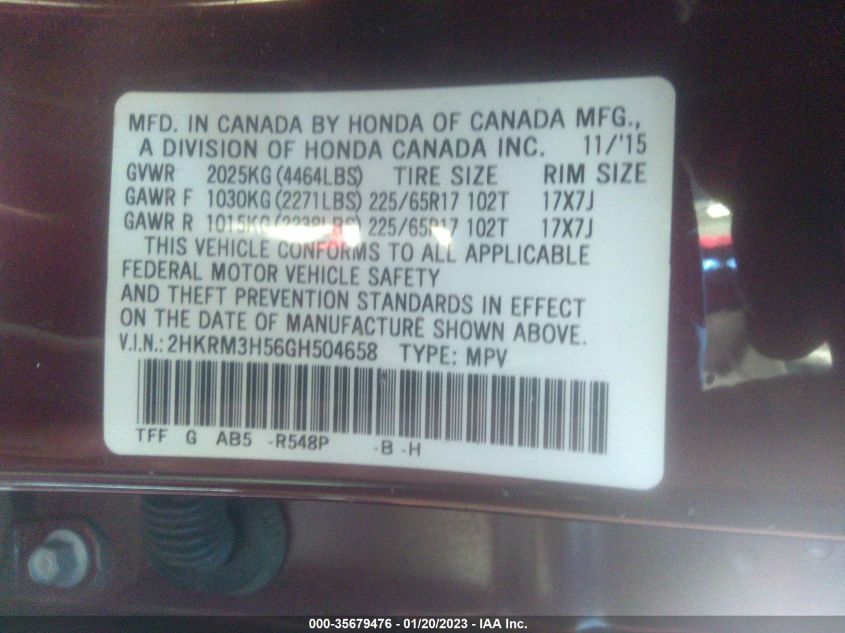 MFD. IN CANADA BY HONDA OF CANADA MFG.,
A DIVISION OF HONDA CANADA INC. 11/'15
GVWR 2025KG (4464LBS) TIRE SIZE RIM SIZE
GAWR F 1030KG (2271LBS) 225/65R17 102T 17X7J
GAWR R 1015KG (2238LBS) 225/65R17 102T 17X7J
THIS VEHICLE CONFORMS TO ALL APPLICABLE
FEDERAL MOTOR VEHICLE SAFETY
AND THEFT PREVENTION STANDARDS IN EFFECT
ON THE DATE OF MANUFACTURE SHOWN ABOVE.
V.I.N.: 2HKRM3H56GH504658 TYPE: MPV
TFF G AB5 -R548P -B -H
000-35679476 - 01/20/2023 - IAA Inc.